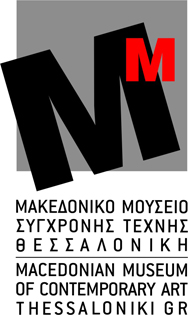 M M
ΜΑΚΕΔΟΝΙΚΟ ΜΟΥΣΕΙΟ
ΣΥΓΧΡΟΝΗΣ ΤΕΧΝΗΣ
ΘΕΣΣΑΛΟΝΙΚΗ
MACEDONIAN MUSEUM
OF CONTEMPORARY ART
THESSALONIKI GR